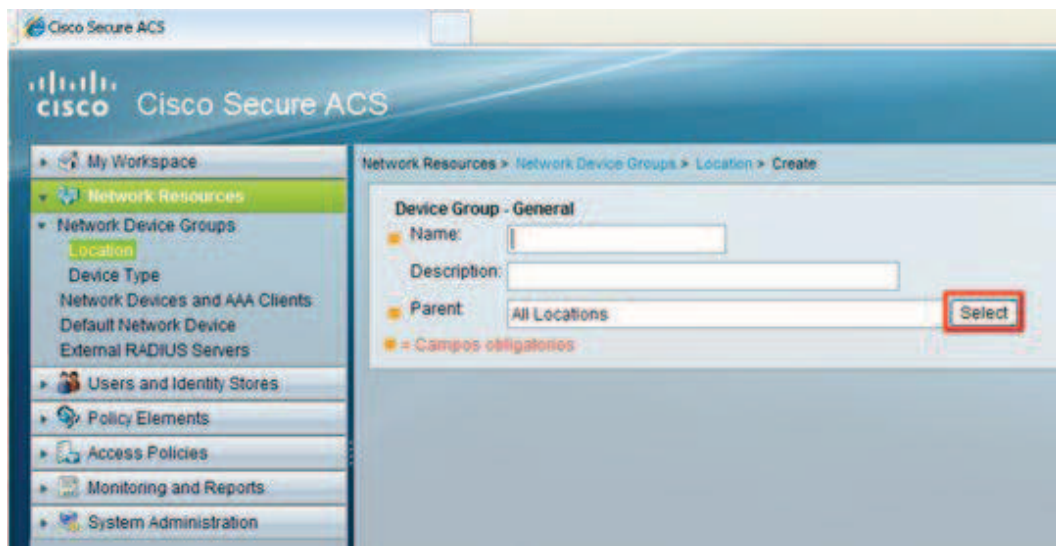 Cisco Secure ACS
CISCO Cisco Secure ACS
My Workspace
Network Resources
Network Device Groups
Location
Device Type
Network Devices and AAA Clients
Default Network Device
External RADIUS Servers
Users and Identity Stores
Policy Elements
Access Policies
Monitoring and Reports
System Administration
Network Resources > Network Device Groups > Location > Create
Device Group - General
Name:
Description:
Parent: All Locations Select
= Campos obligatorios